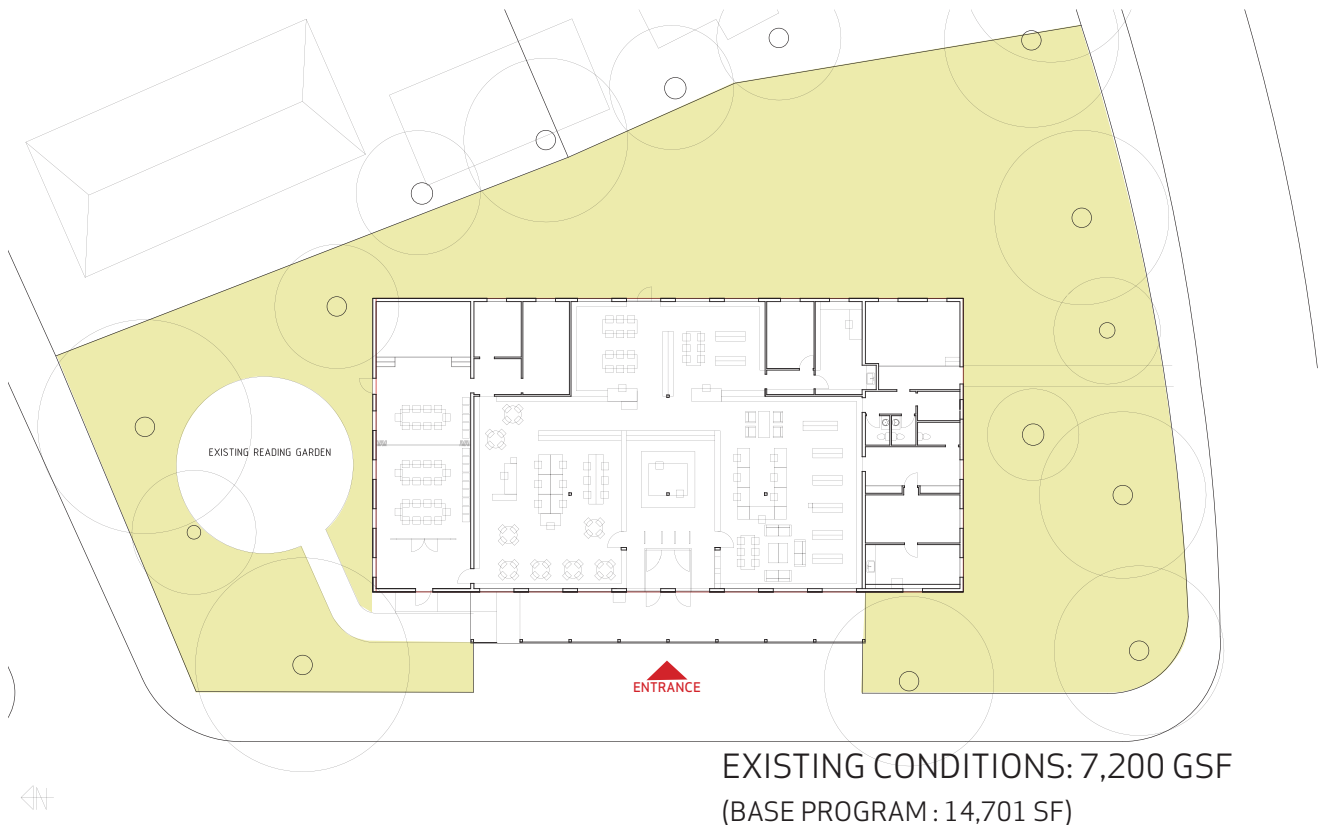 EXISTING READING GARDEN
ENTRANCE
EXISTING CONDITIONS: 7,200 GSF
(BASE PROGRAM : 14,701 SF)
N